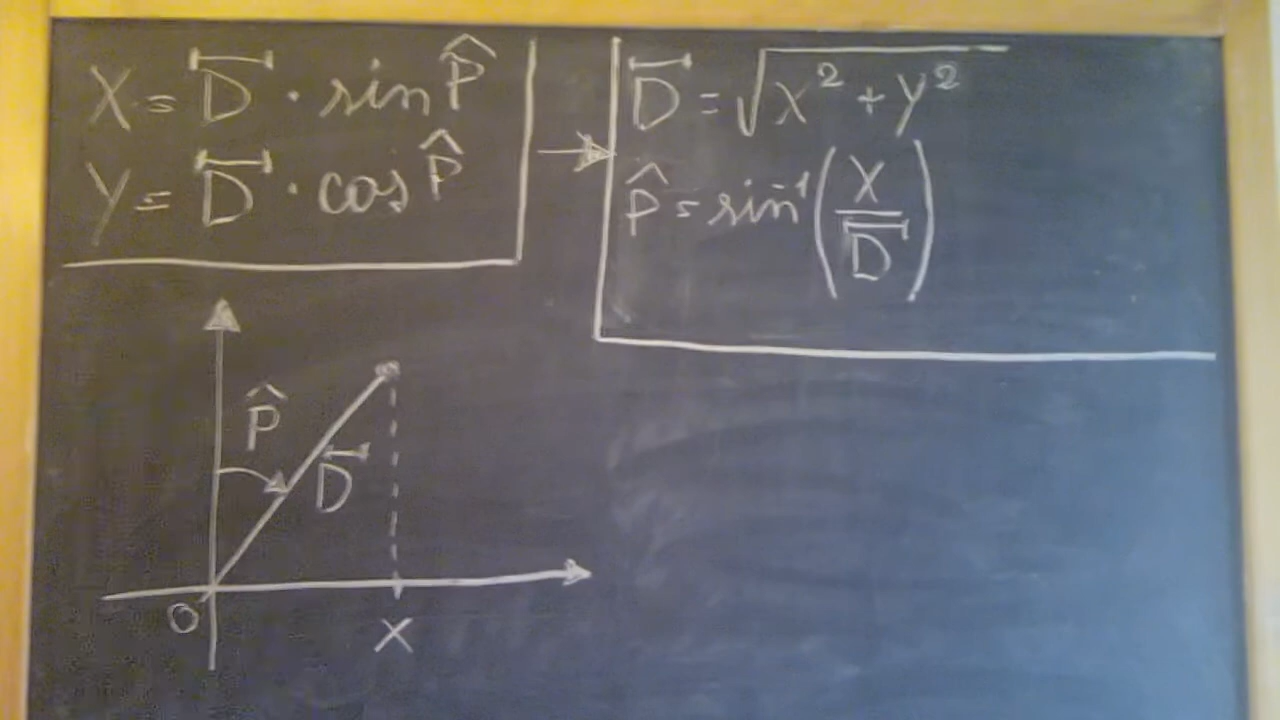 X = D̅ · sin P̂
Y = D̅ · cos P̂
D̅ = √x² + y²
P̂ = sin⁻¹(X/D̅)
P̂
D̅
O
X